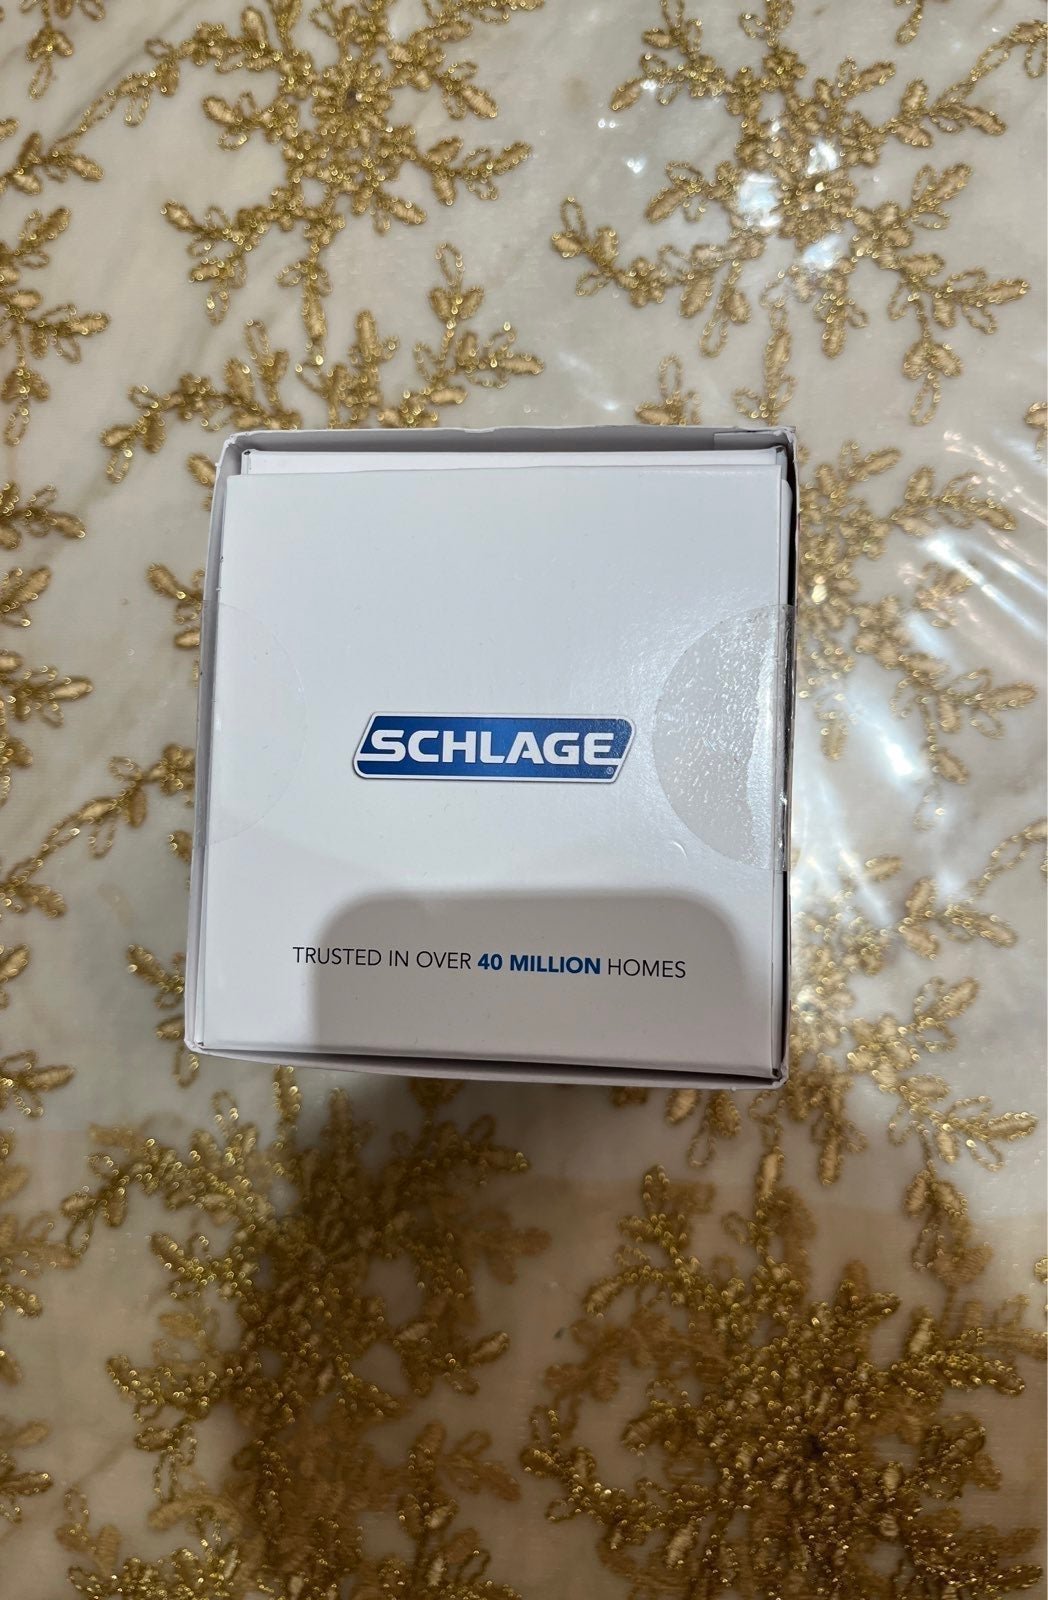 SCHLAGE®
TRUSTED IN OVER 40 MILLION HOMES